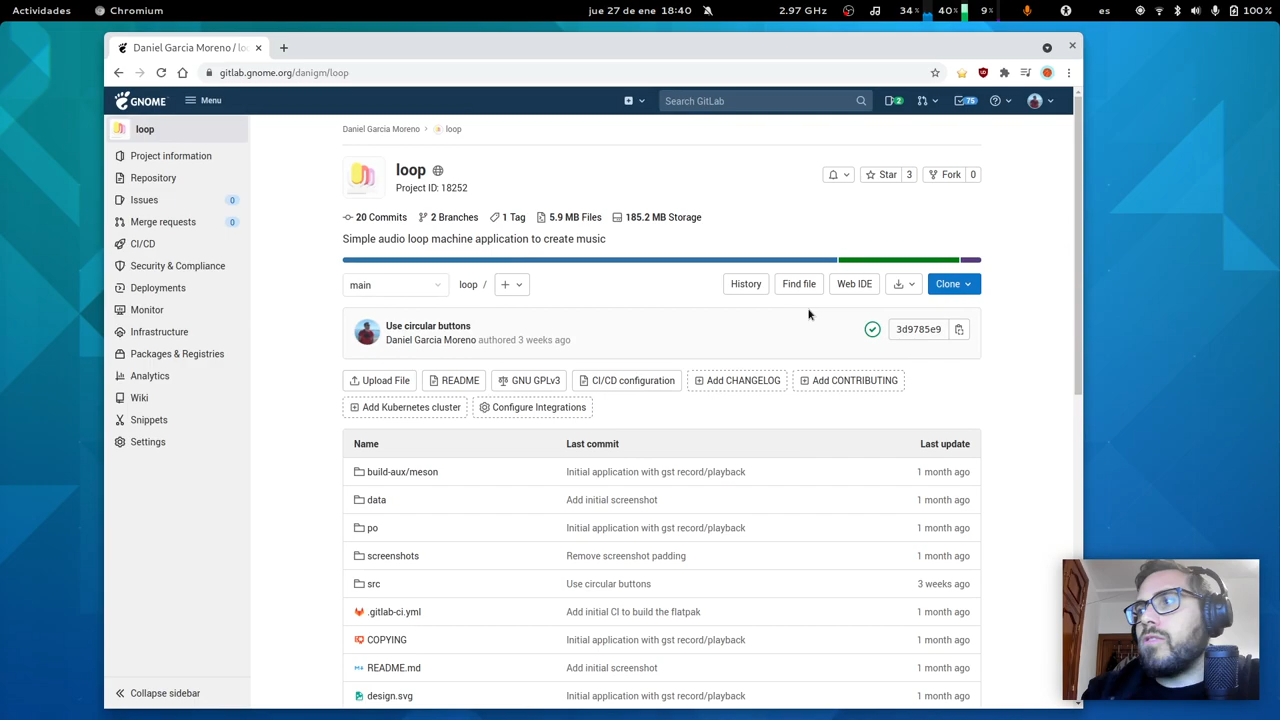 Actividades Chromium jue 27 de ene 18:40 2.97 GHz 34% 40% 9% es 100 %
Daniel Garcia Moreno / lo
gitlab.gnome.org/danigm/loop
GNOME Menu Search GitLab 2 75
loop
Project information
Repository
Issues 0
Merge requests 0
CI/CD
Security & Compliance
Deployments
Monitor
Infrastructure
Packages & Registries
Analytics
Wiki
Snippets
Settings
Collapse sidebar
Daniel Garcia Moreno > loop
loop
Project ID: 18252
Star 3 Fork 0
20 Commits 2 Branches 1 Tag 5.9 MB Files 185.2 MB Storage
Simple audio loop machine application to create music
main loop / + History Find file Web IDE Clone
Use circular buttons
Daniel Garcia Moreno authored 3 weeks ago
3d9785e9
Upload File README GNU GPLv3 CI/CD configuration Add CHANGELOG Add CONTRIBUTING
Add Kubernetes cluster Configure Integrations
Name Last commit Last update
build-aux/meson Initial application with gst record/playback 1 month ago
data Add initial screenshot 1 month ago
po Initial application with gst record/playback 1 month ago
screenshots Remove screenshot padding 1 month ago
src Use circular buttons 3 weeks ago
.gitlab-ci.yml Add initial CI to build the flatpak 1 month ago
COPYING Initial application with gst record/playback 1 month ago
README.md Add initial screenshot 1 month ago
design.svg Initial application with gst record/playback 1 month ago